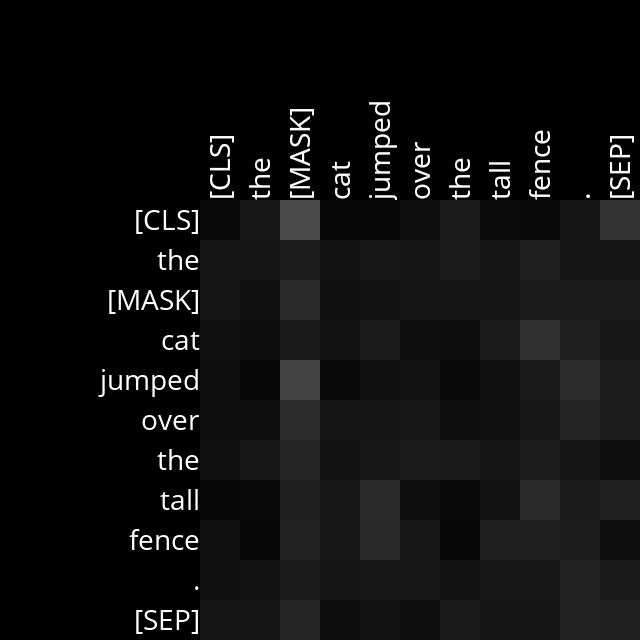 [CLS] the [MASK] cat jumped over the tall fence . [SEP]
[CLS]
the
[MASK]
cat
jumped
over
the
tall
fence
.
[SEP]